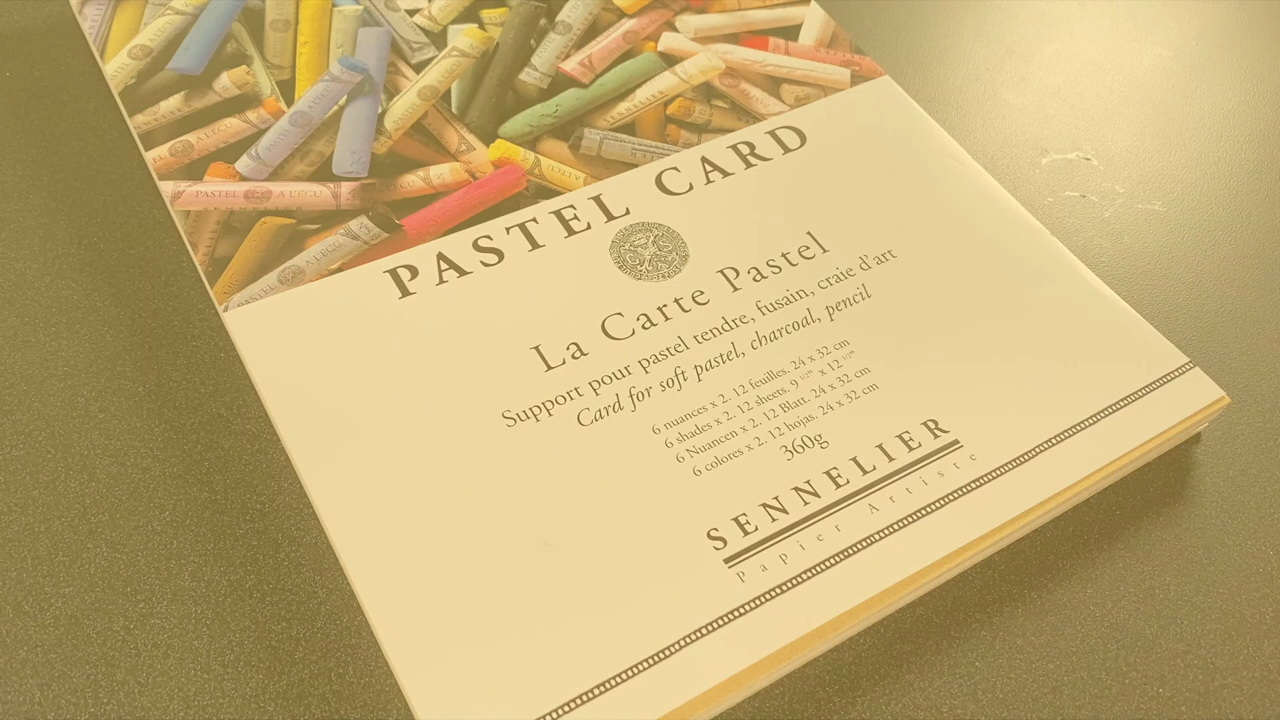 PASTEL A L'ECU
SENNELIER
PASTEL CARD
La Carte Pastel
Support pour pastel tendre, fusain, craie d'art
Card for soft pastel, charcoal, pencil
6 nuances x 2. 12 feuilles. 24 x 32 cm
6 shades x 2. 12 sheets. 9 1/2" x 12 1/2"
6 Nuancen x 2. 12 Blatt. 24 x 32 cm
6 colores x 2. 12 hojas. 24 x 32 cm
360g
SENNELIER
Papier Artiste